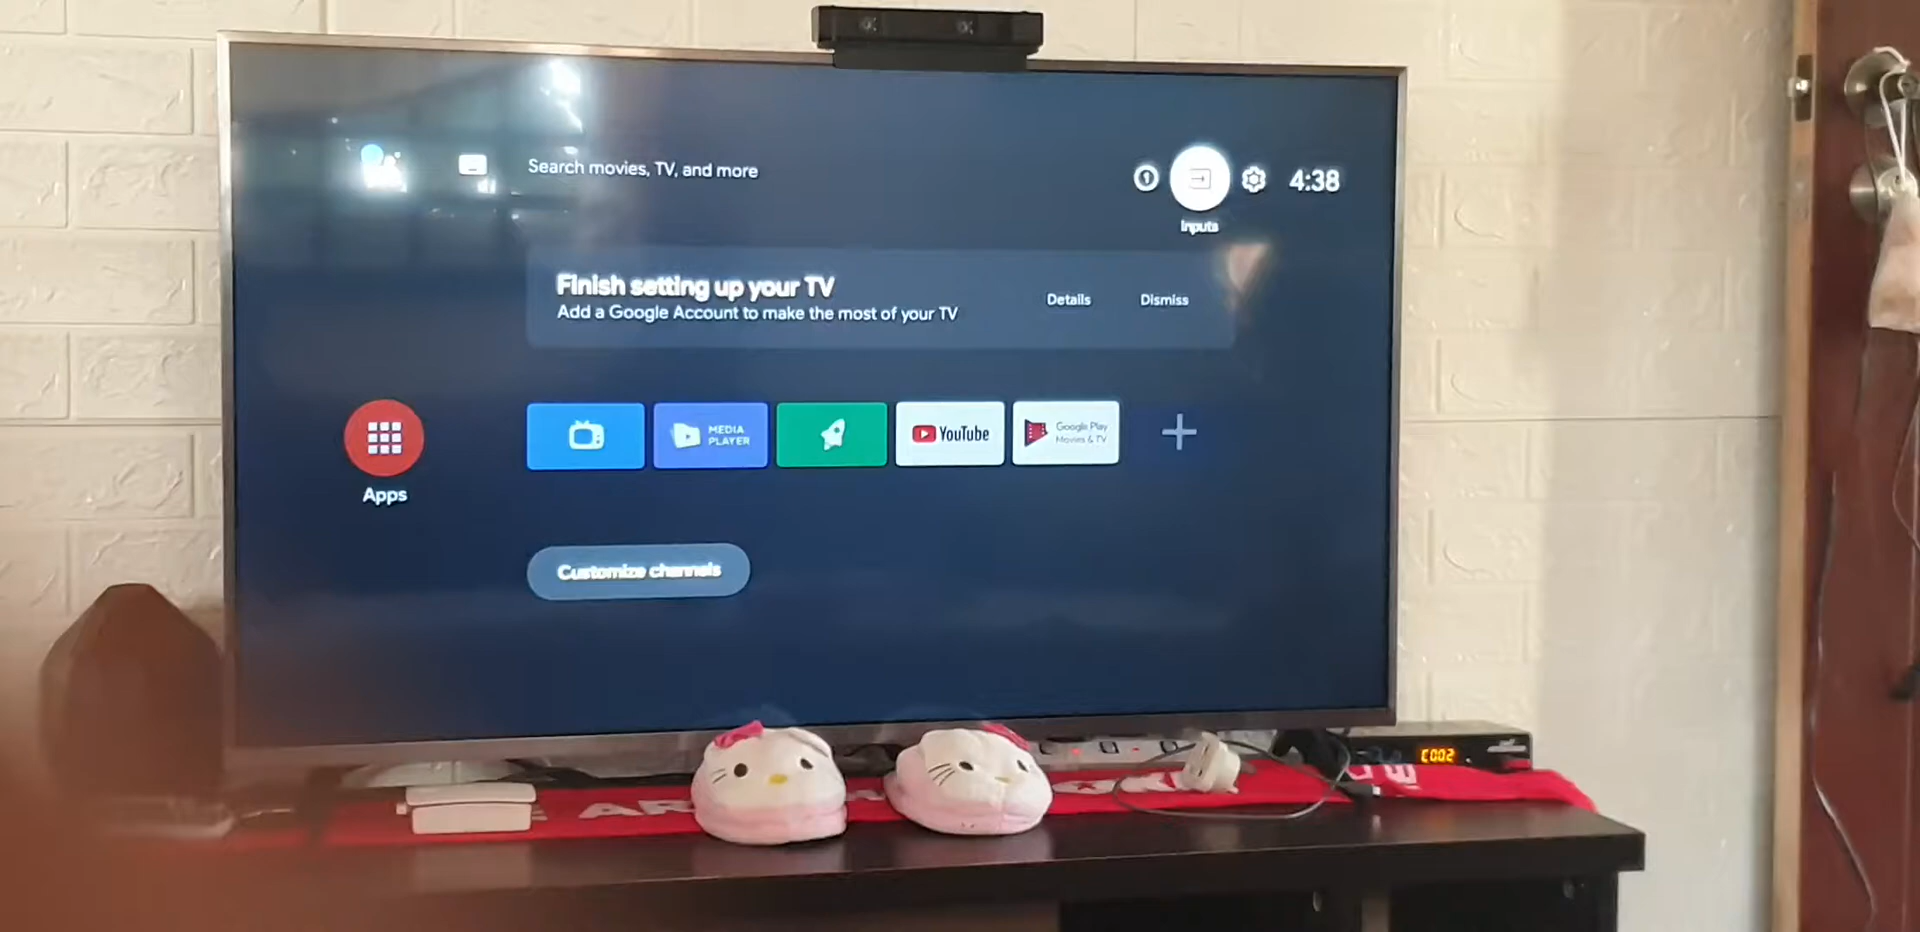 Search movies, TV, and more
4:38
Inputs
Finish setting up your TV
Add a Google Account to make the most of your TV
Details
Dismiss
MEDIA
PLAYER
YouTube
Google Play
Movies & TV
Apps
Customize channels
C002
AR